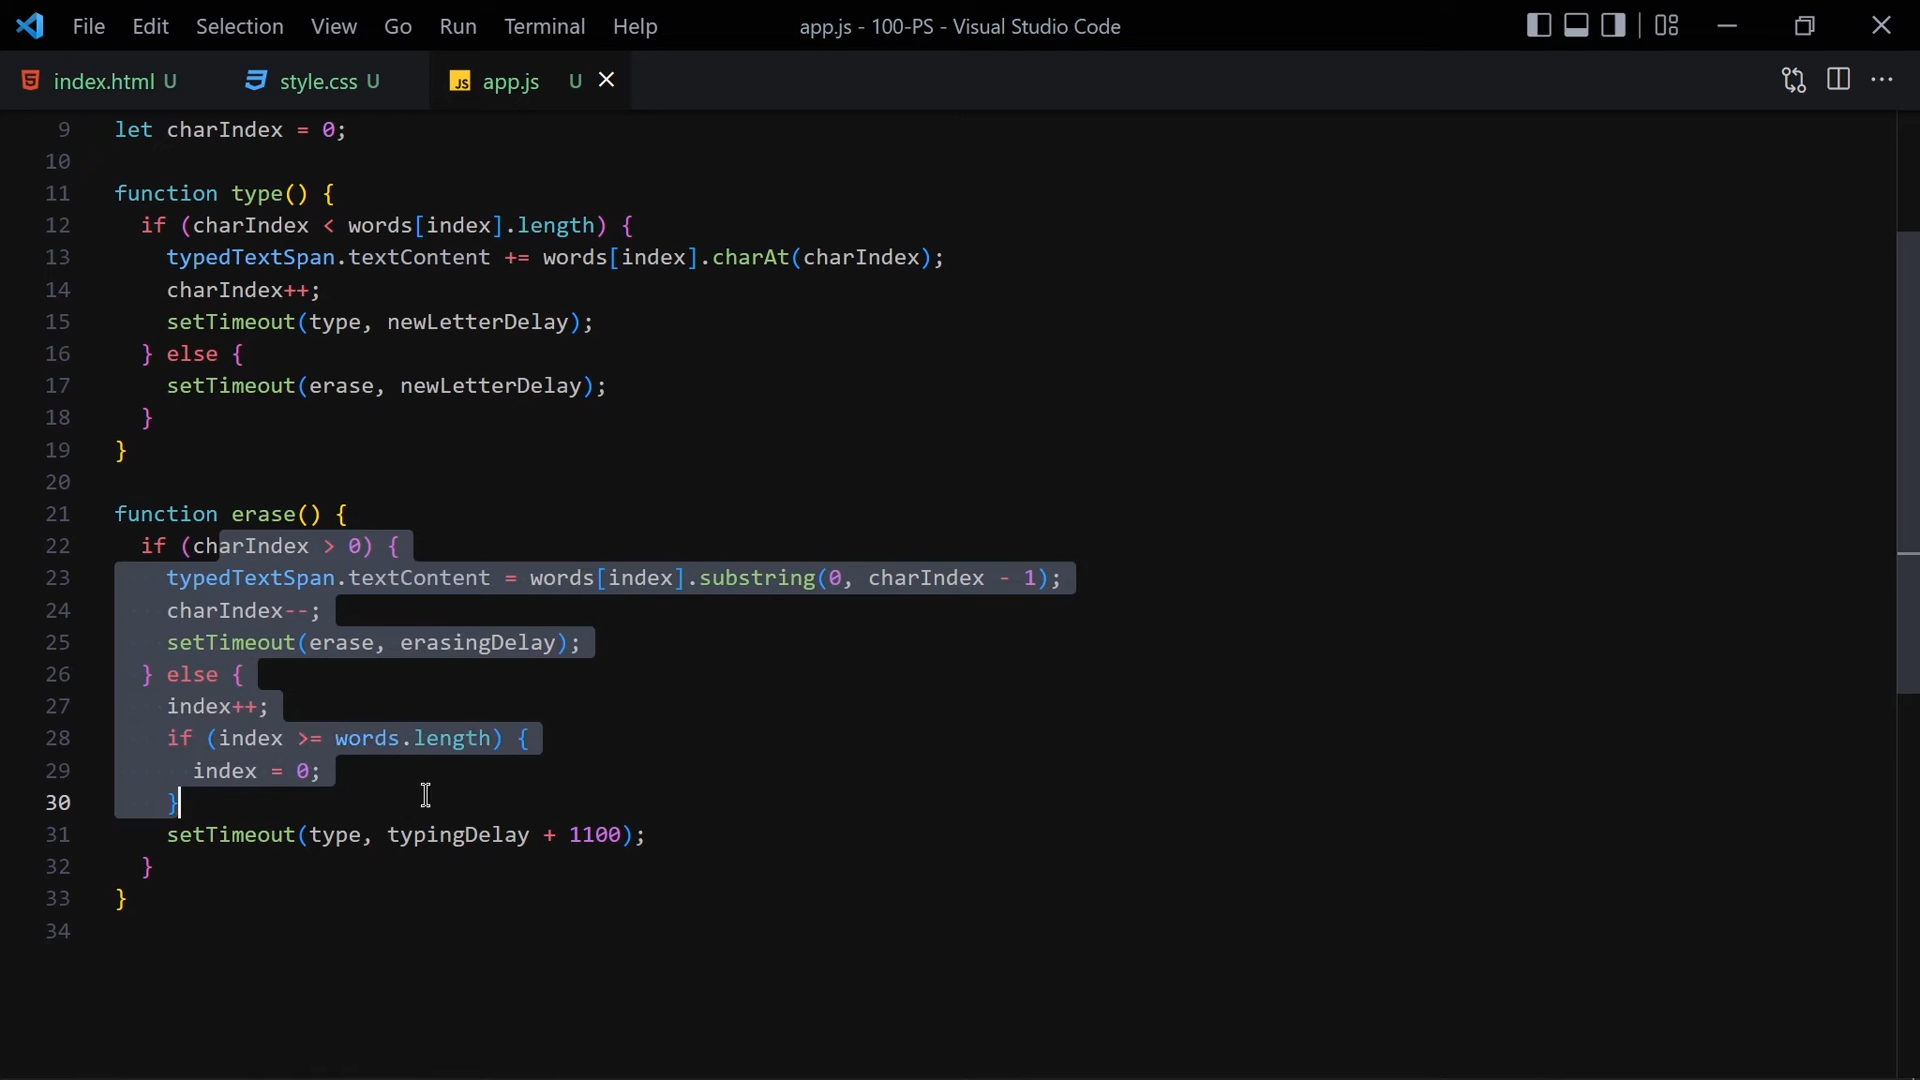 File Edit Selection View Go Run Terminal Help app.js - 100-PS - Visual Studio Code
index.html U style.css U JS app.js U
9 let charIndex = 0;
10
11 function type() {
12 if (charIndex < words[index].length) {
13 typedTextSpan.textContent += words[index].charAt(charIndex);
14 charIndex++;
15 setTimeout(type, newLetterDelay);
16 } else {
17 setTimeout(erase, newLetterDelay);
18 }
19 }
20
21 function erase() {
22 if (charIndex > 0) {
23 typedTextSpan.textContent = words[index].substring(0, charIndex - 1);
24 charIndex--;
25 setTimeout(erase, erasingDelay);
26 } else {
27 index++;
28 if (index >= words.length) {
29 index = 0;
30 }
31 setTimeout(type, typingDelay + 1100);
32 }
33 }
34